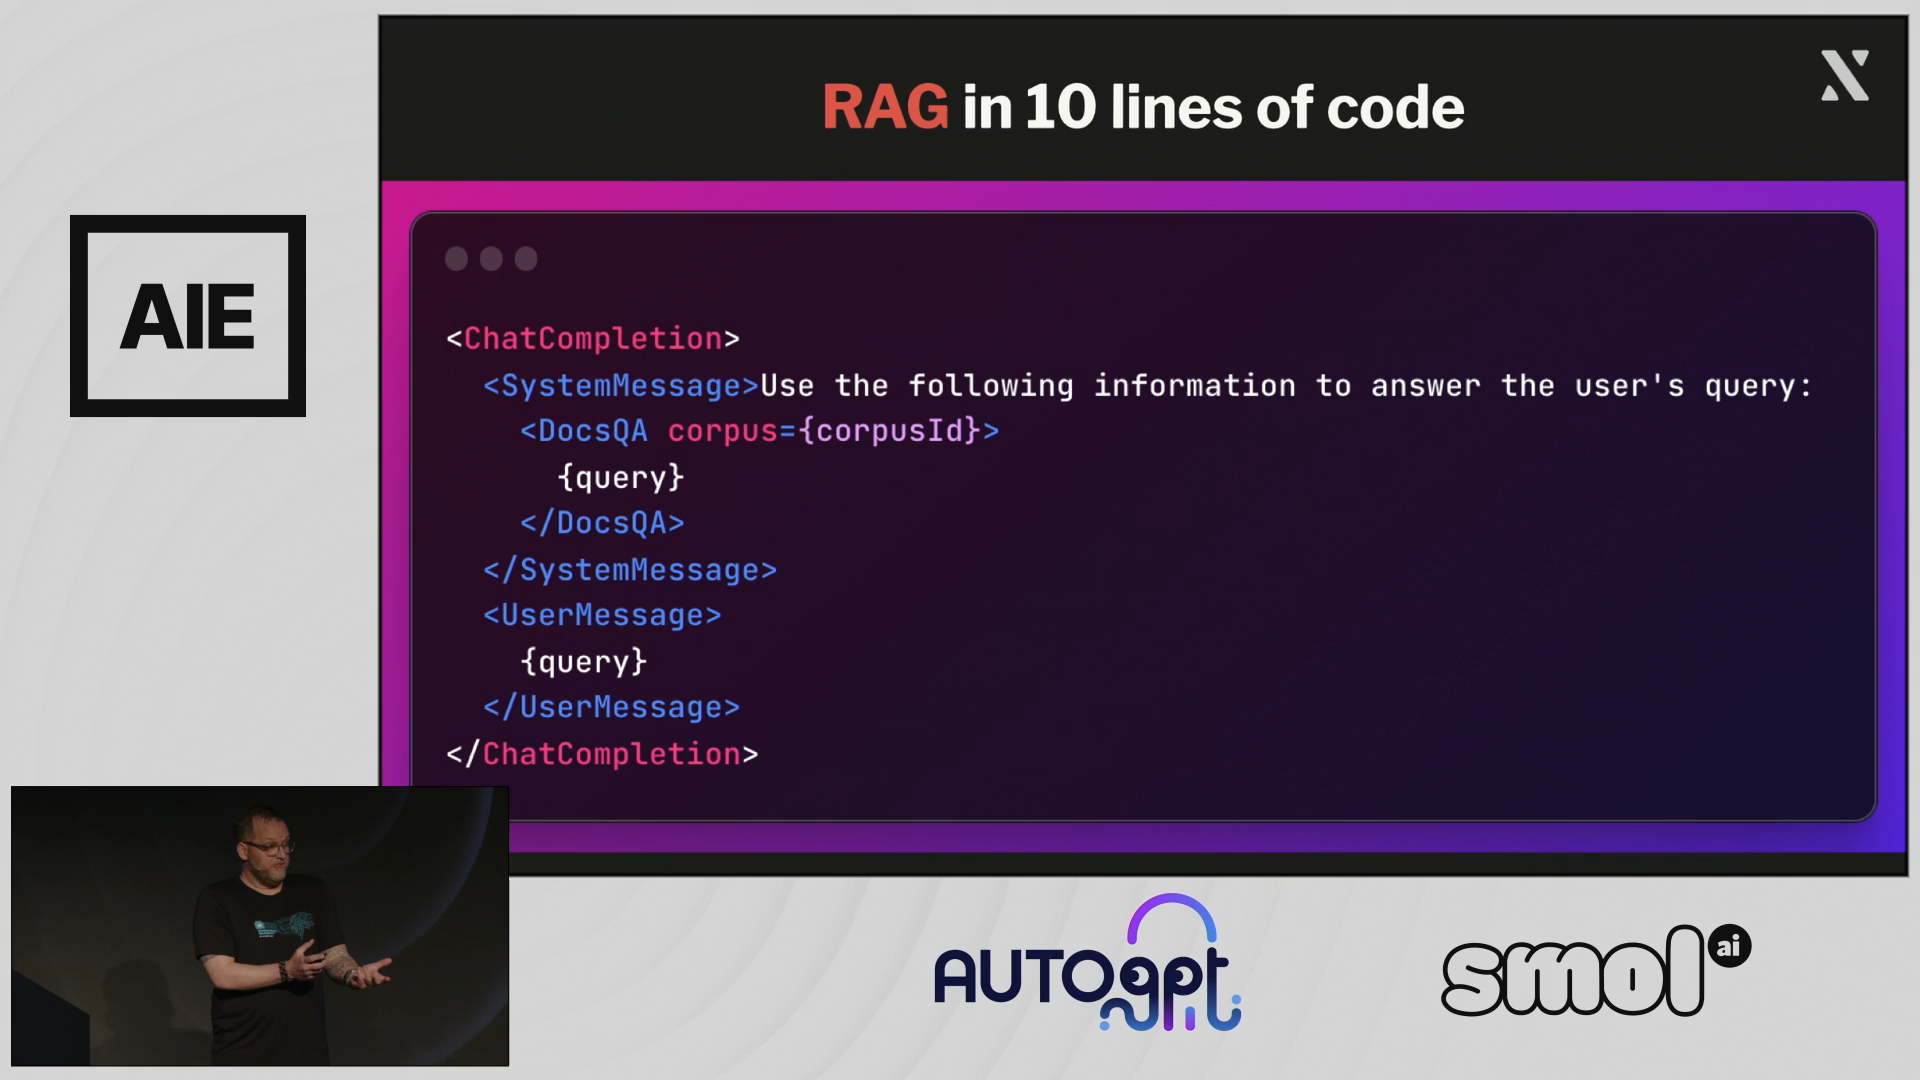 RAG in 10 lines of code
AIE
<ChatCompletion>
<SystemMessage>Use the following information to answer the user's query:
<DocsQA corpus={corpusId}>
{query}
</DocsQA>
</SystemMessage>
<UserMessage>
{query}
</UserMessage>
</ChatCompletion>
AUTOgpt
smol ai